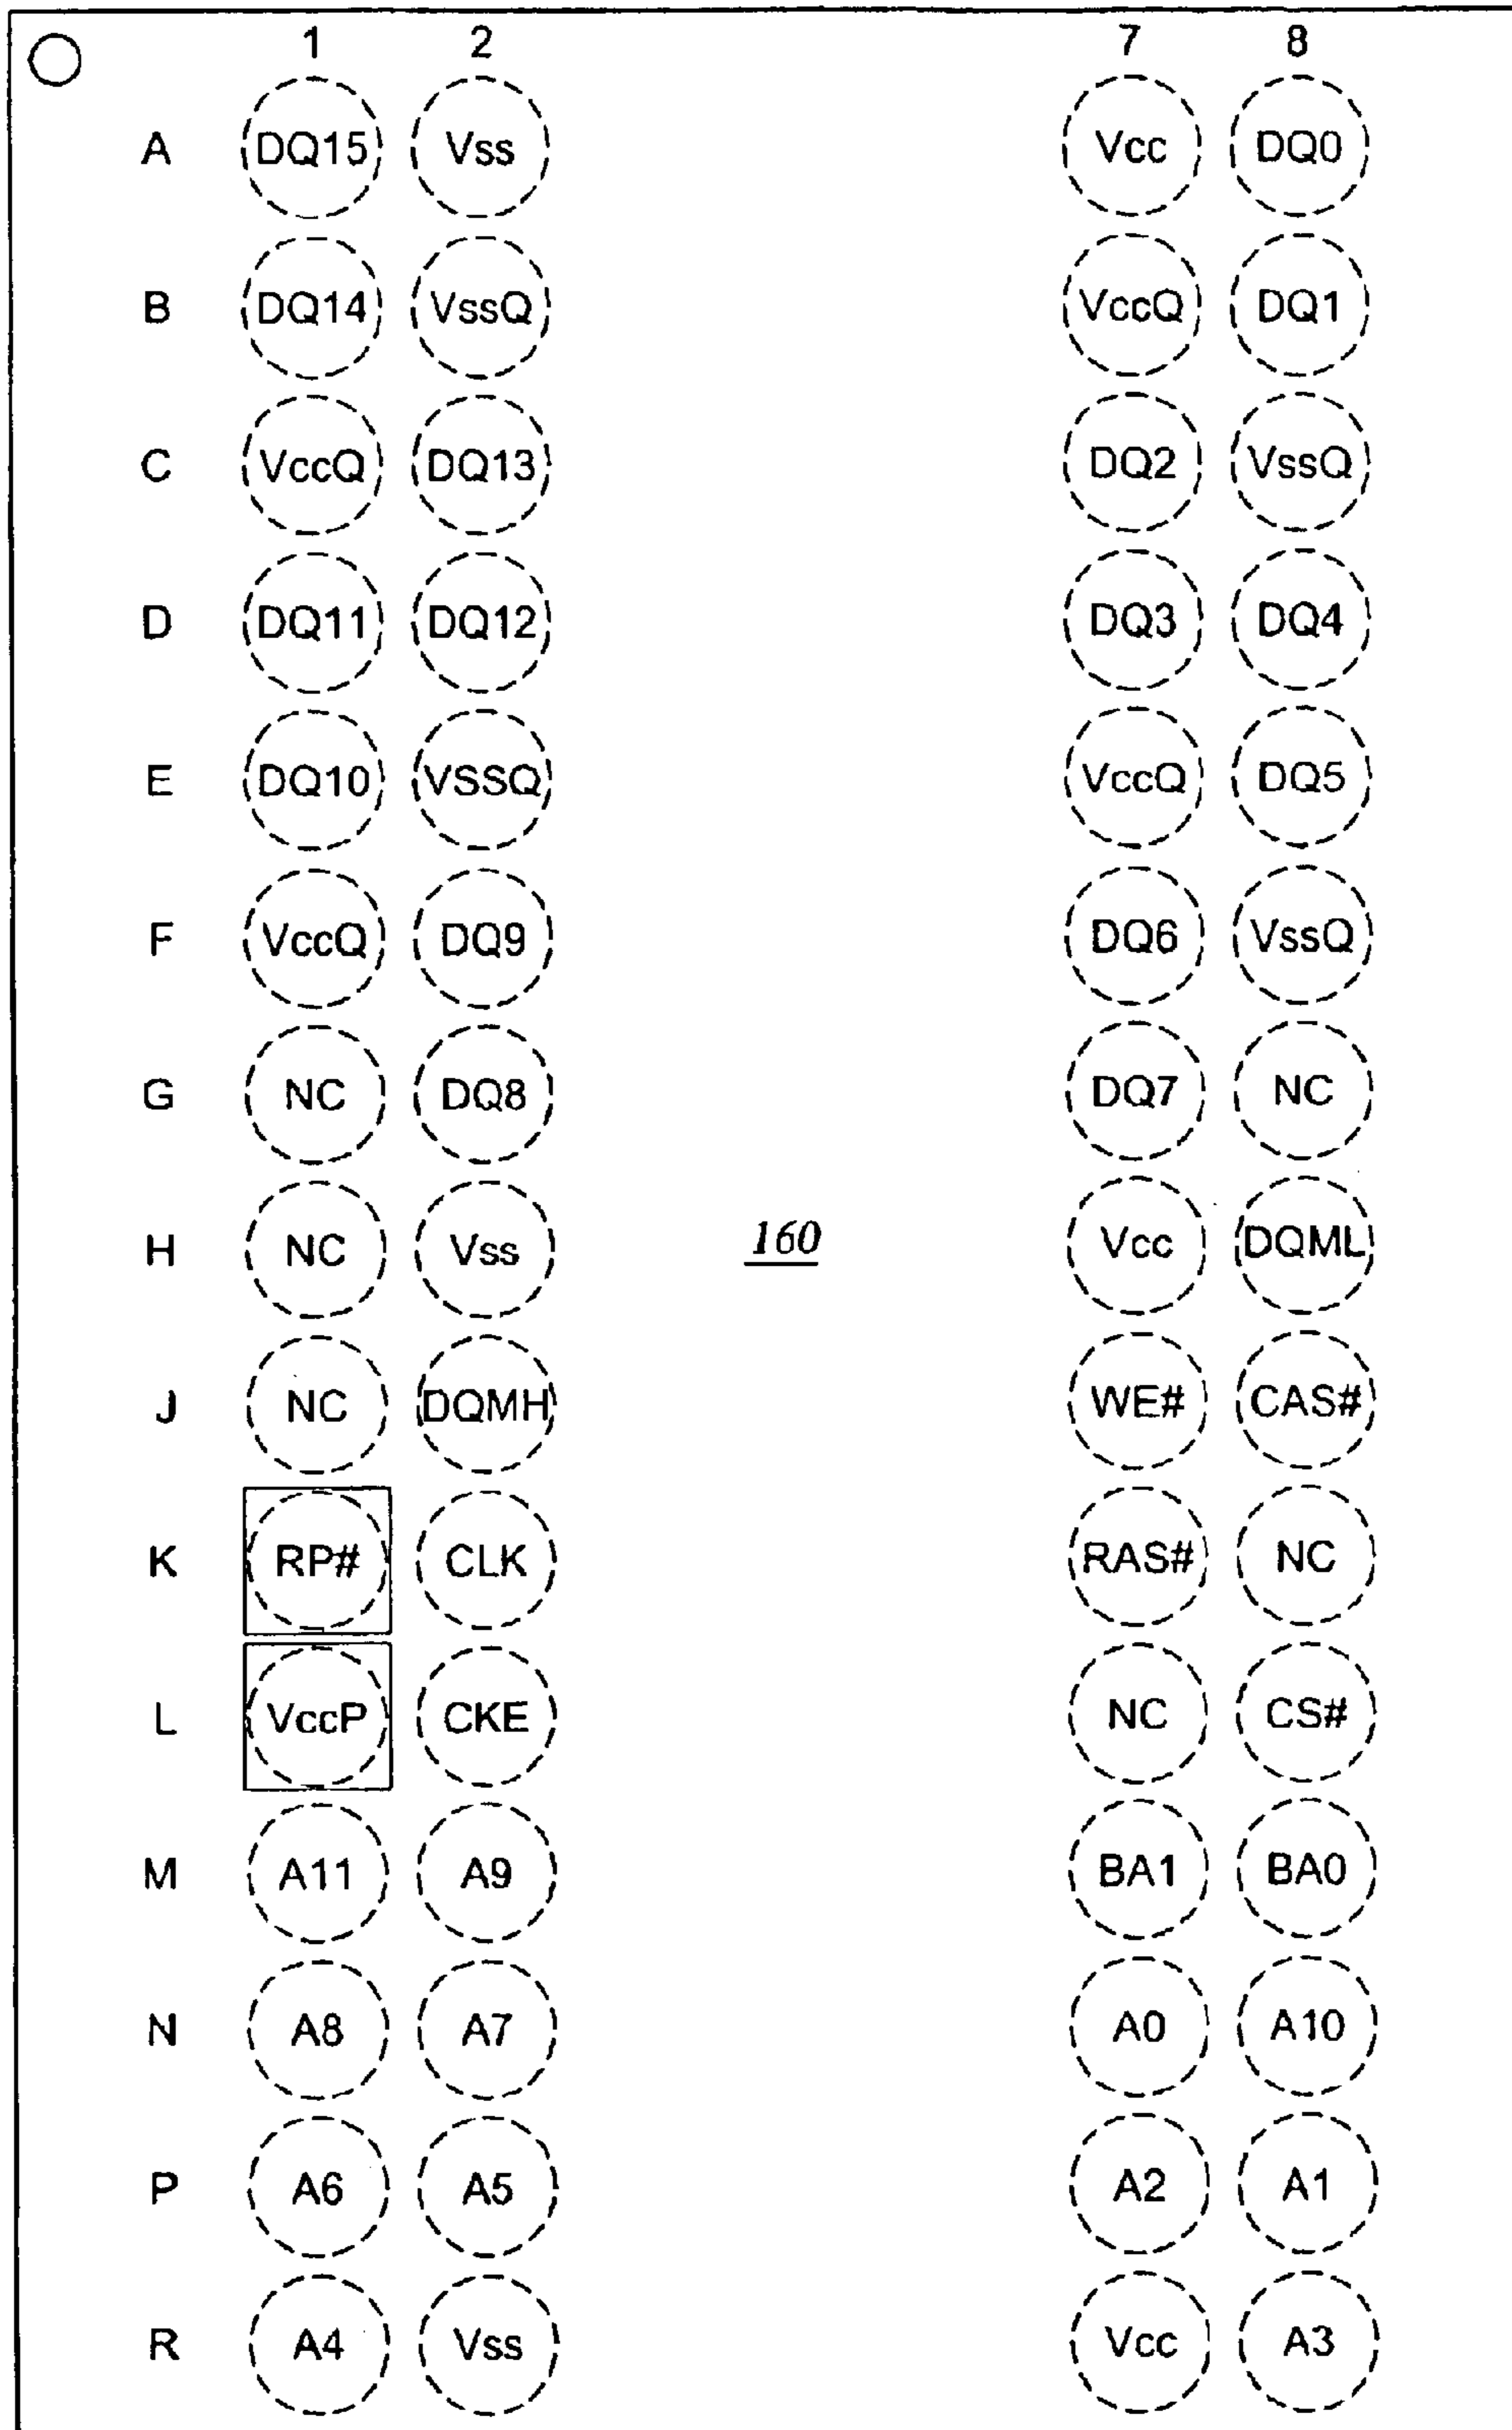 1 2 7 8
A DQ15 Vss Vcc DQ0
B DQ14 VssQ VccQ DQ1
C VccQ DQ13 DQ2 VssQ
D DQ11 DQ12 DQ3 DQ4
E DQ10 VSSQ VccQ DQ5
F VccQ DQ9 DQ6 VssQ
G NC DQ8 DQ7 NC
H NC Vss 160 Vcc DQML
J NC DQMH WE# CAS#
K RP# CLK RAS# NC
L VccP CKE NC CS#
M A11 A9 BA1 BA0
N A8 A7 A0 A10
P A6 A5 A2 A1
R A4 Vss Vcc A3